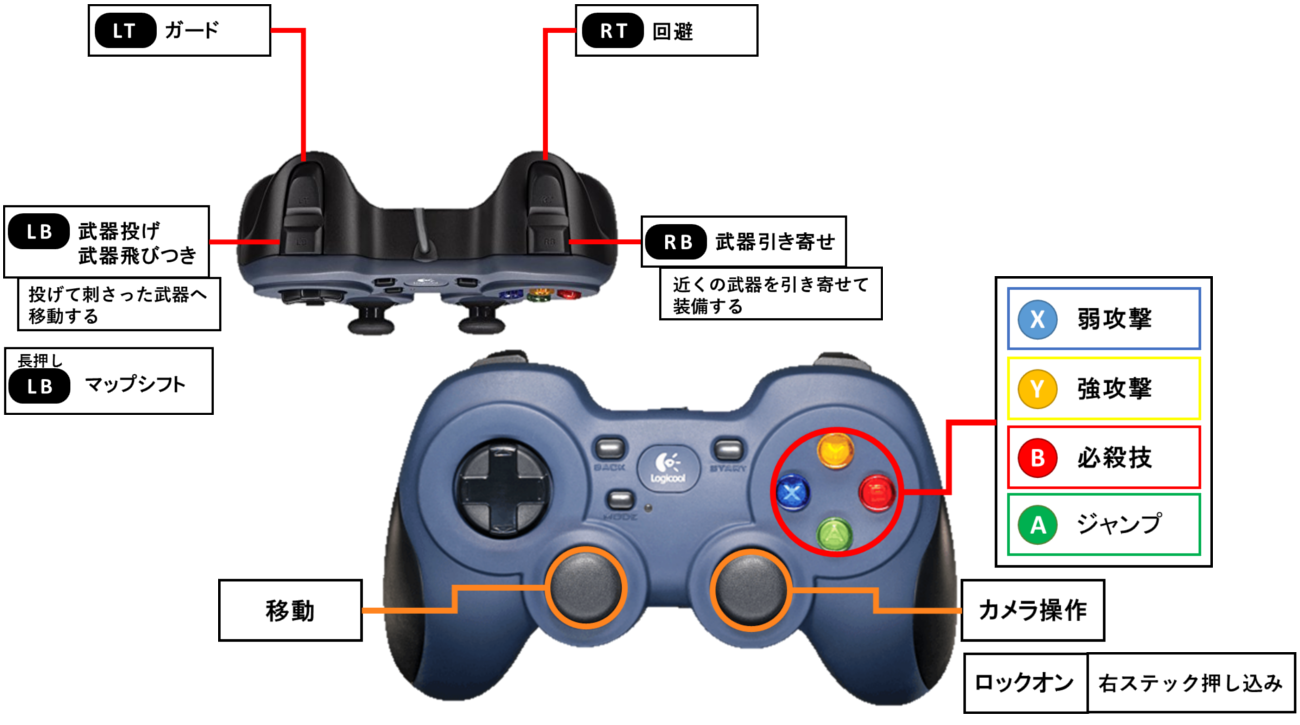 LT ガード
RT 回避
LB 武器投げ
武器飛びつき
投げて刺さった武器へ
移動する
RB 武器引き寄せ
近くの武器を引き寄せて
装備する
長押し
LB マップシフト
X 弱攻撃
Y 強攻撃
B 必殺技
A ジャンプ
BACK
START
Logicool
MODE
Y
X
B
A
移動
カメラ操作
ロックオン 右ステック押し込み